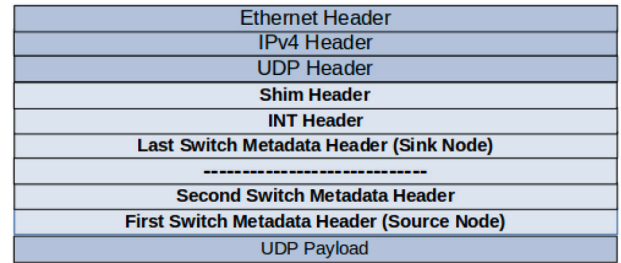 Ethernet Header
IPv4 Header
UDP Header
Shim Header
INT Header
Last Switch Metadata Header (Sink Node)
-----------------------------
Second Switch Metadata Header
First Switch Metadata Header (Source Node)
UDP Payload